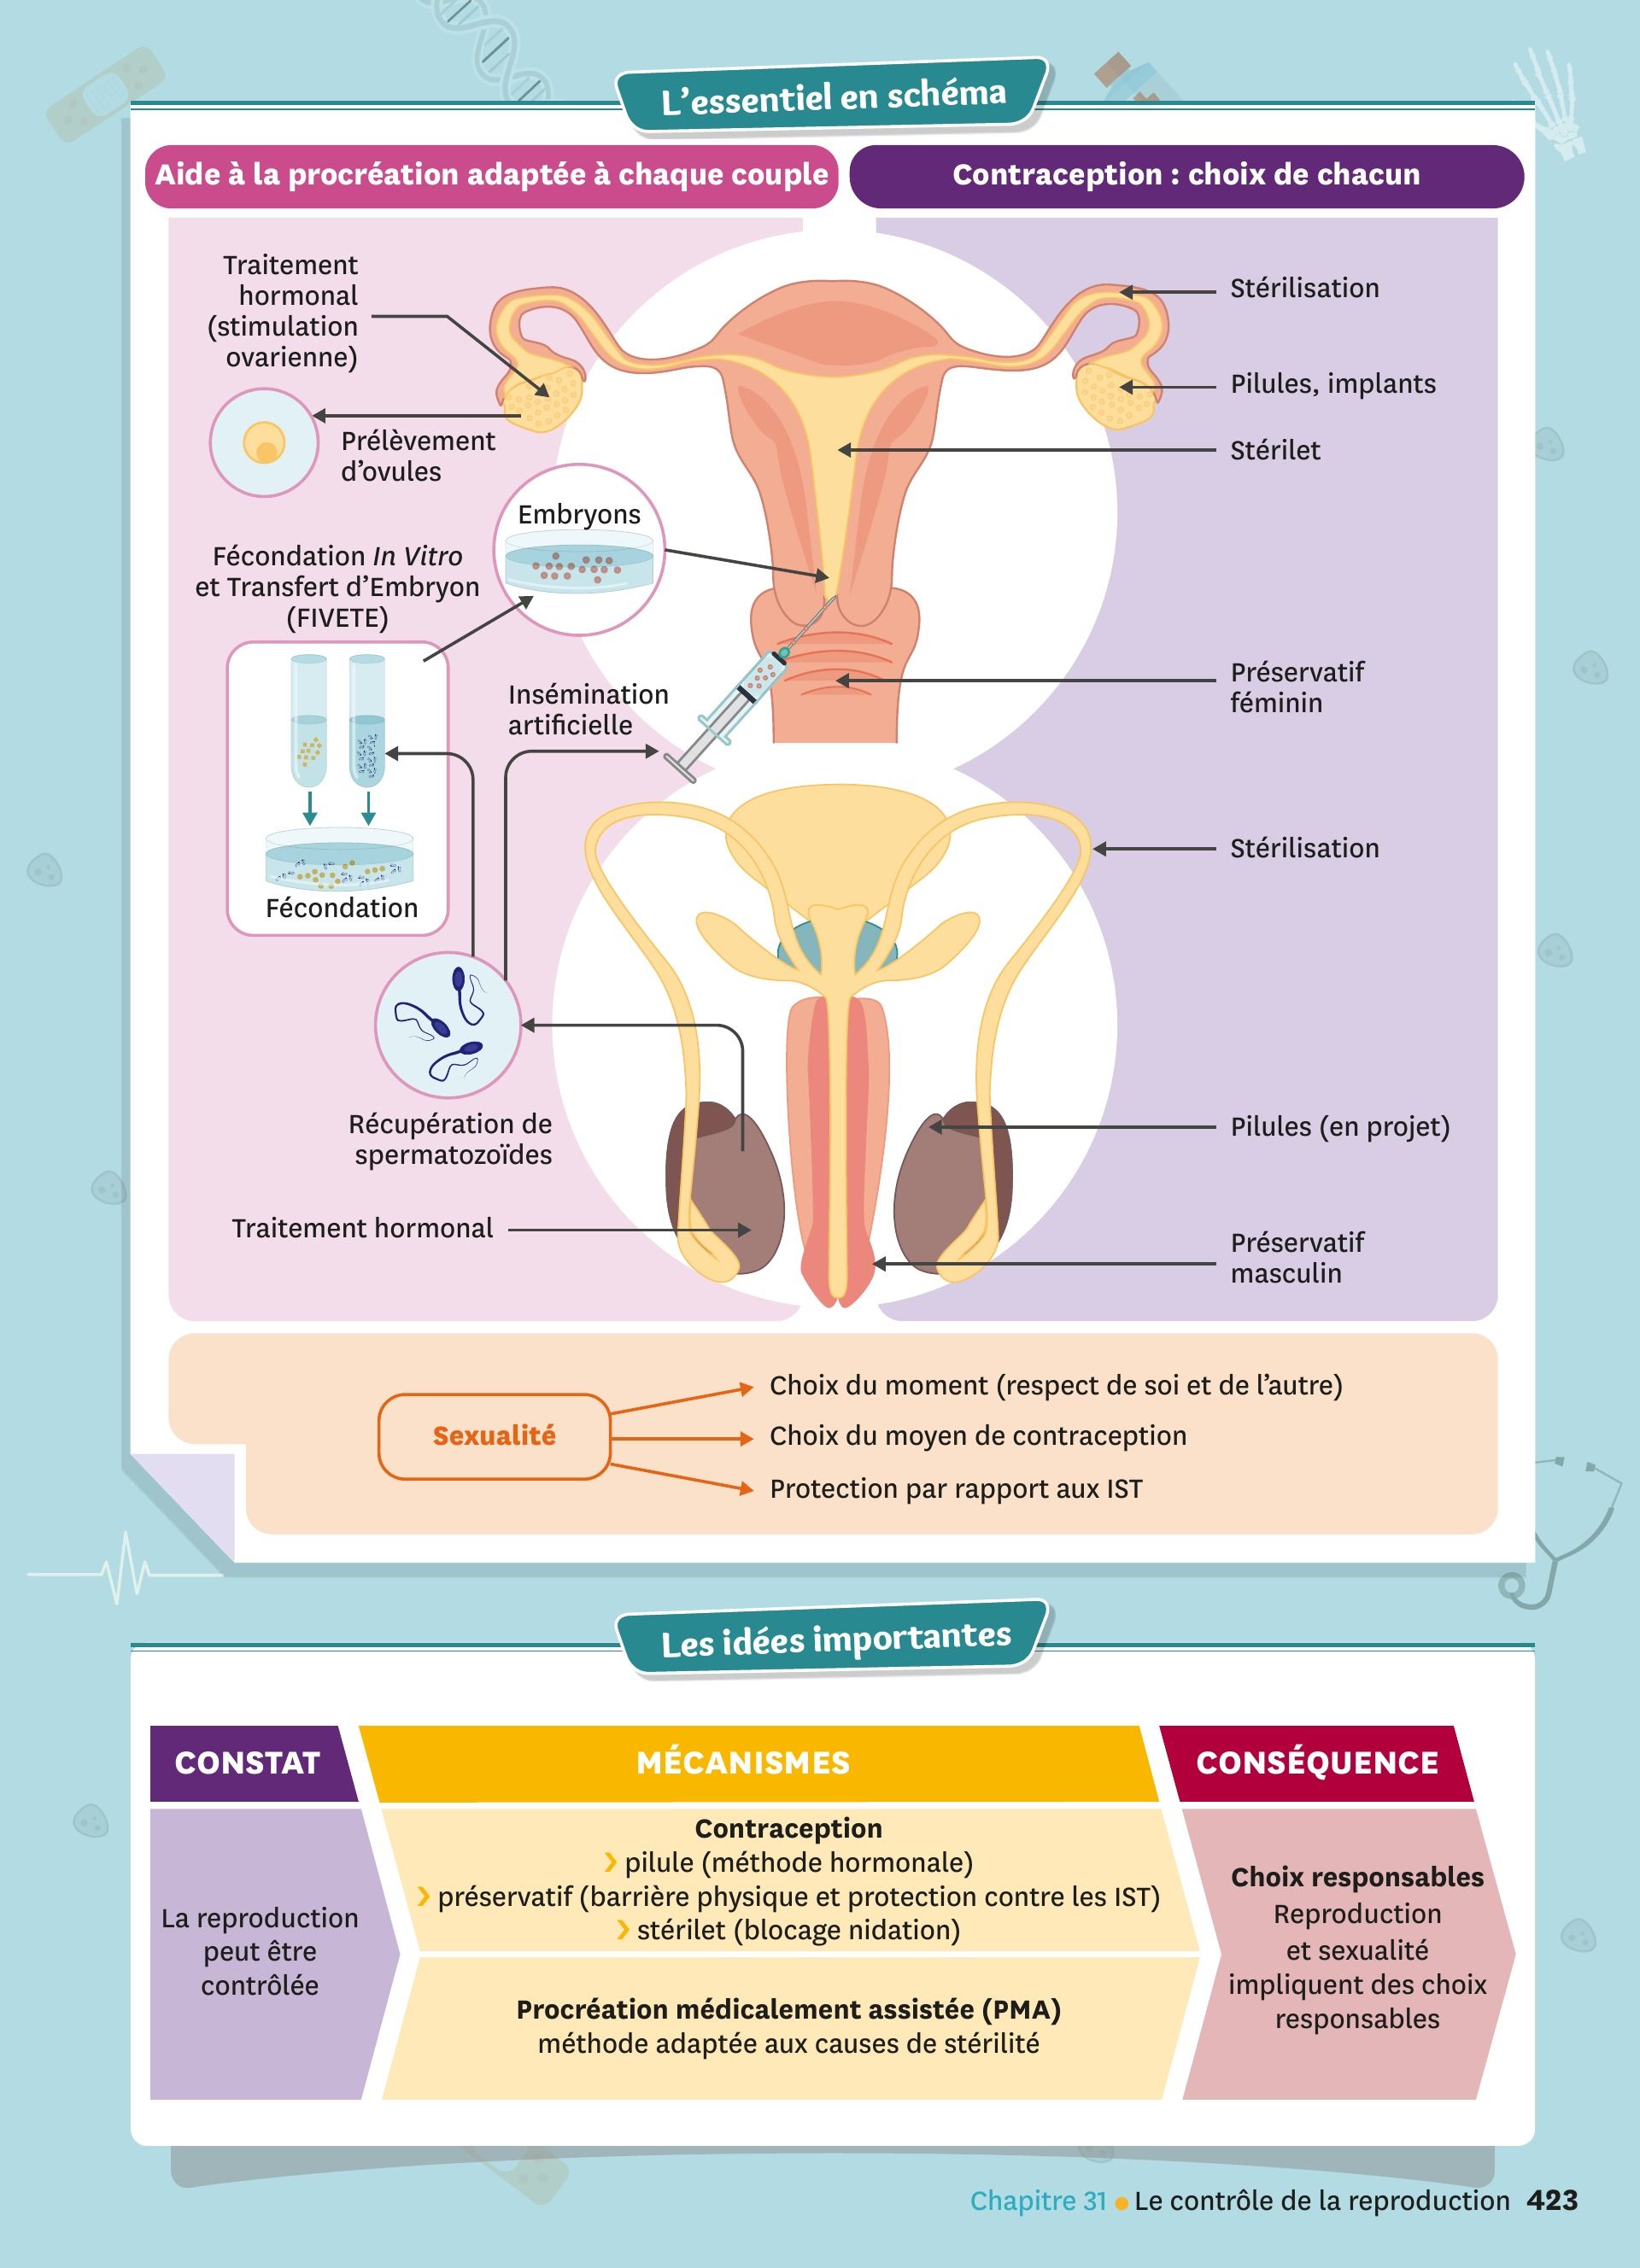 L'essentiel en schéma
Aide à la procréation adaptée à chaque couple
Contraception : choix de chacun
Traitement
hormonal
(stimulation
ovarienne)
Prélèvement
d'ovules
Embryons
Fécondation In Vitro
et Transfert d'Embryon
(FIVETE)
Insémination
artificielle
Fécondation
Récupération de
spermatozoïdes
Traitement hormonal
Stérilisation
Pilules, implants
Stérilet
Préservatif
féminin
Stérilisation
Pilules (en projet)
Préservatif
masculin
Sexualité
Choix du moment (respect de soi et de l'autre)
Choix du moyen de contraception
Protection par rapport aux IST
Les idées importantes
CONSTAT
La reproduction
peut être
contrôlée
MÉCANISMES
Contraception
› pilule (méthode hormonale)
› préservatif (barrière physique et protection contre les IST)
› stérilet (blocage nidation)
Procréation médicalement assistée (PMA)
méthode adaptée aux causes de stérilité
CONSÉQUENCE
Choix responsables
Reproduction
et sexualité
impliquent des choix
responsables
Chapitre 31 • Le contrôle de la reproduction 423